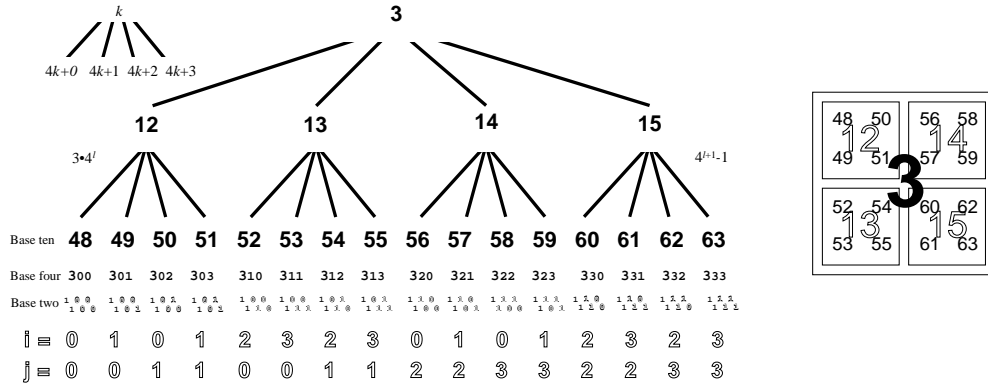 k
3
4k+0 4k+1 4k+2 4k+3
12 13 14 15
3•4^l 4^{l+1}-1
Base ten 48 49 50 51 52 53 54 55 56 57 58 59 60 61 62 63
Base four 300 301 302 303 310 311 312 313 320 321 322 323 330 331 332 333
Base two
i = 0 1 0 1 2 3 2 3 0 1 0 1 2 3 2 3
j = 0 0 1 1 0 0 1 1 2 2 3 3 2 2 3 3
48 50 56 58
12 14
49 51 57 59
3
52 54 60 62
13 15
53 55 61 63